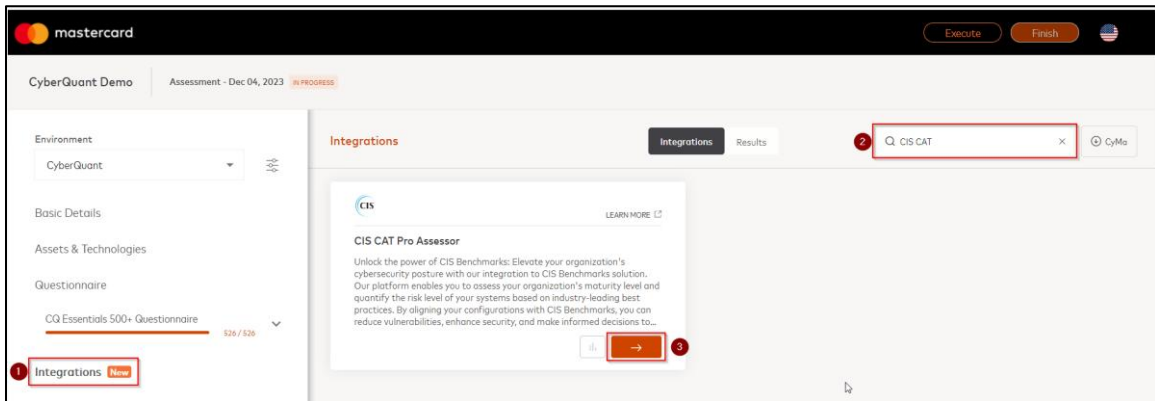 mastercard
Execute
Finish
CyberQuant Demo
Assessment - Dec 04, 2023
IN PROGRESS
Environment
CyberQuant
Basic Details
Assets & Technologies
Questionnaire
CQ Essentials 500+ Questionnaire
526 / 526
1
Integrations New
Integrations
Integrations
Results
2
CIS CAT
CyMa
CIS
LEARN MORE
CIS CAT Pro Assessor
Unlock the power of CIS Benchmarks: Elevate your organization's
cybersecurity posture with our integration to CIS Benchmarks solution.
Our platform enables you to assess your organization's maturity level and
quantify the risk level of your systems based on industry-leading best
practices. By aligning your configurations with CIS Benchmarks, you can
reduce vulnerabilities, enhance security, and make informed decisions to...
3